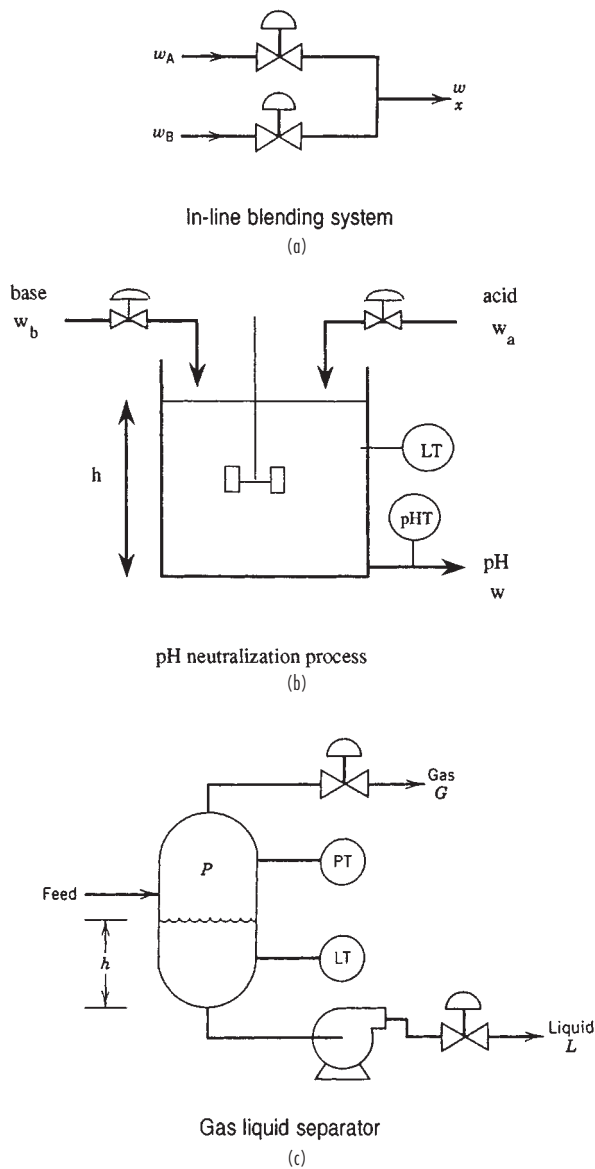 w_A
w
x
w_B
In-line blending system
(a)
base
w_b
acid
w_a
h
LT
pHT
pH
w
pH neutralization process
(b)
Gas
G
P
PT
Feed
h
LT
Liquid
L
Gas liquid separator
(c)